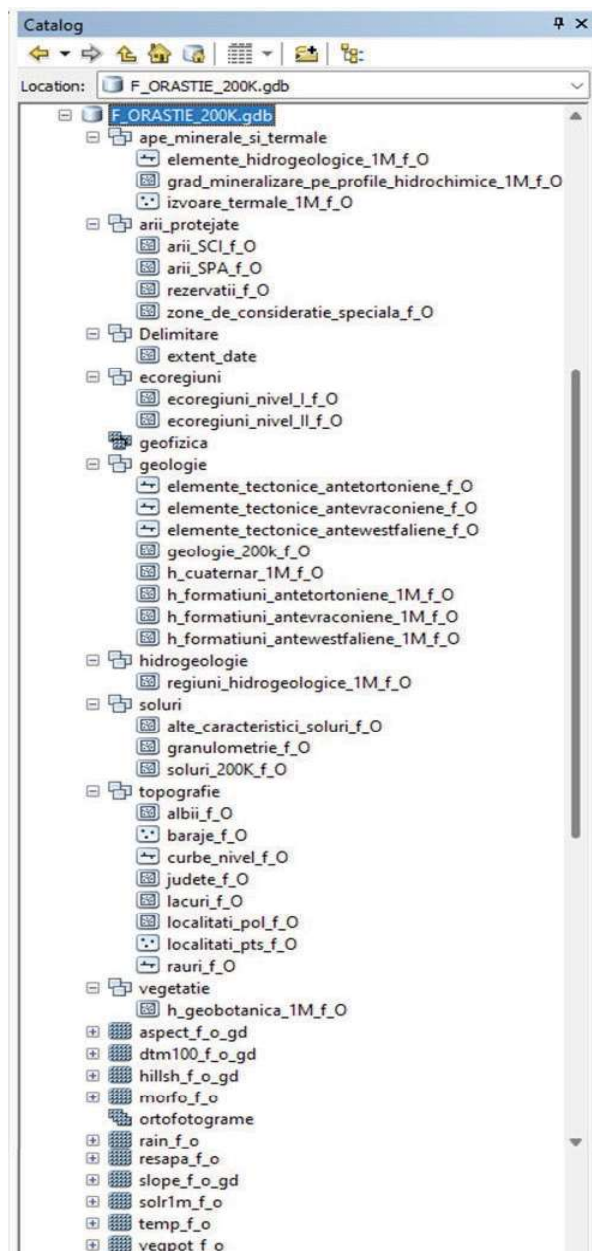 Catalog
Location: F_ORASTIE_200K.gdb
F_ORASTIE_200K.gdb
ape_minerale_si_termale
elemente_hidrogeologice_1M_f_O
grad_mineralizare_pe_profile_hidrochimice_1M_f_O
izvoare_termale_1M_f_O
arii_protejate
arii_SCI_f_O
arii_SPA_f_O
rezervatii_f_O
zone_de_consideratie_speciala_f_O
Delimitare
extent_date
ecoregiuni
ecoregiuni_nivel_I_f_O
ecoregiuni_nivel_II_f_O
geofizica
geologie
elemente_tectonice_antetortoniene_f_O
elemente_tectonice_antevraconiene_f_O
elemente_tectonice_antewestfaliene_f_O
geologie_200k_f_O
h_cuaternar_1M_f_O
h_formatiuni_antetortoniene_1M_f_O
h_formatiuni_antevraconiene_1M_f_O
h_formatiuni_antewestfaliene_1M_f_O
hidrogeologie
regiuni_hidrogeologice_1M_f_O
soluri
alte_caracteristici_soluri_f_O
granulometrie_f_O
soluri_200K_f_O
topografie
albii_f_O
baraje_f_O
curbe_nivel_f_O
judete_f_O
lacuri_f_O
localitati_pol_f_O
localitati_pts_f_O
rauri_f_O
vegetatie
h_geobotanica_1M_f_O
aspect_f_o_gd
dtm100_f_o_gd
hillsh_f_o_gd
morfo_f_o
ortofotograme
rain_f_o
resapa_f_o
slope_f_o_gd
solr1m_f_o
temp_f_o
vegpot_f_o